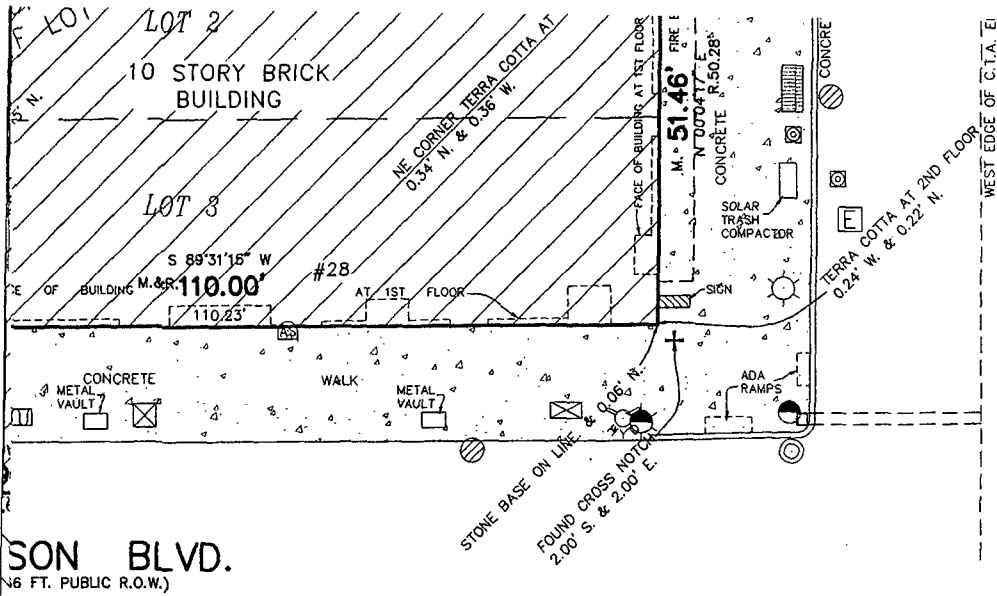 F LOT
LOT 2
10 STORY BRICK
BUILDING
NE CORNER TERRA COTTA AT
0.34' N. & 0.36' W.
FACE OF BUILDING AT 1ST FLOOR
M. 51.46' FIRE
N 00°04'17" E
R.50.28'
CONCRETE
CONCRE
WEST EDGE OF C.T.A. El
LOT 3
SOLAR
TRASH
COMPACTOR
TERRA COTTA AT 2ND FLOOR
0.24' W. & 0.22' N.
S 89°31'15" W
M.&R. 110.00'
110.23'
#28
OF BUILDING
AT 1ST FLOOR
SIGN
CONCRETE
WALK
METAL
VAULT
METAL
VAULT
ADA
RAMPS
STONE BASE ON LINE & 0.06' N.
FOUND CROSS NOTCH
2.00' S. & 2.00' E.
E
SON BLVD.
6 FT. PUBLIC R.O.W.)